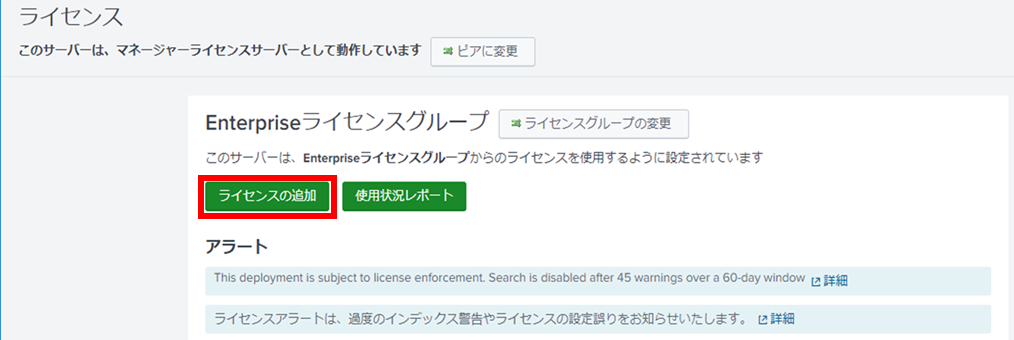 ライセンス
このサーバーは、マネージャーライセンスサーバーとして動作しています ピアに変更
Enterpriseライセンスグループ ライセンスグループの変更
このサーバーは、Enterpriseライセンスグループからのライセンスを使用するように設定されています
ライセンスの追加 使用状況レポート
アラート
This deployment is subject to license enforcement. Search is disabled after 45 warnings over a 60-day window 詳細
ライセンスアラートは、過度のインデックス警告やライセンスの設定誤りをお知らせいたします。 詳細